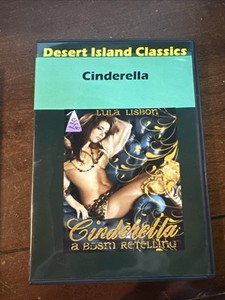 Desert Island Classics
Cinderella
LULA LISBON
Cinderella
A BDSM RETELLING